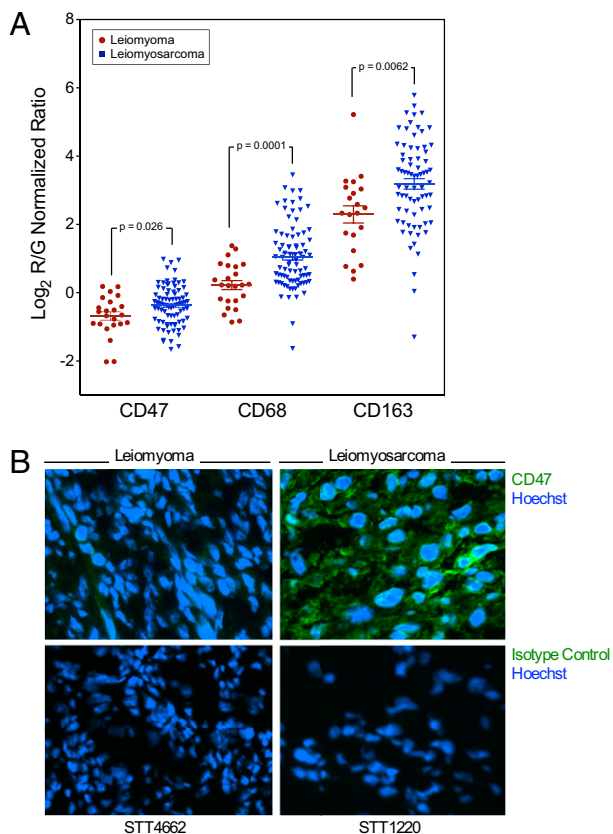 A
8
6
4
2
0
-2
Log2 R/G Normalized Ratio
Leiomyoma
Leiomyosarcoma
p = 0.026
p = 0.0001
p = 0.0062
CD47
CD68
CD163
B
Leiomyoma
Leiomyosarcoma
CD47
Hoechst
Isotype Control
Hoechst
STT4662
STT1220